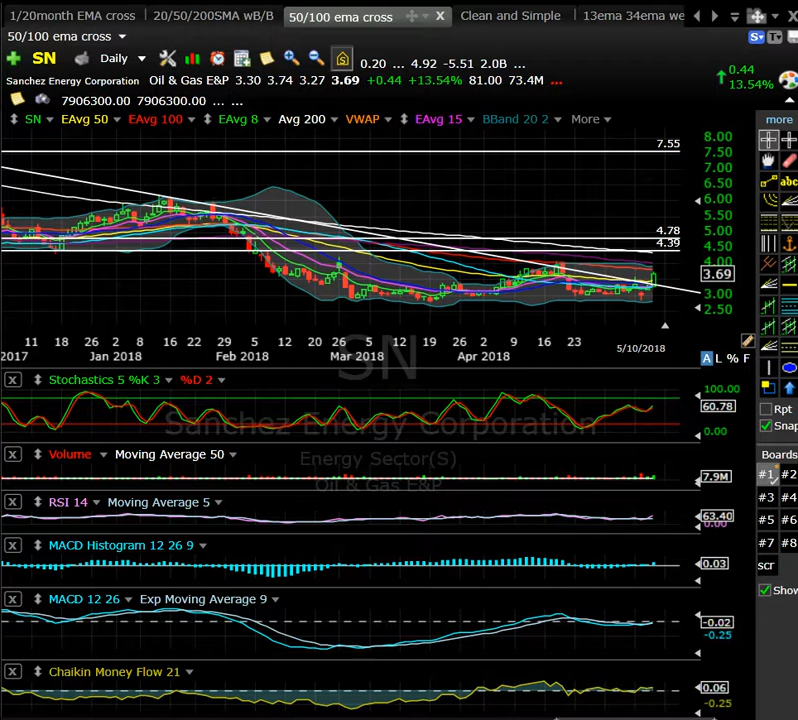 1/20month EMA cross 20/50/200SMA wB/B 50/100 ema cross X Clean and Simple 13ema 34ema we
50/100 ema cross
S T
SN Daily 0.20 ... 4.92 -5.51 2.0B ...
0.44
13.54%
Sanchez Energy Corporation Oil & Gas E&P 3.30 3.74 3.27 3.69 +0.44 +13.54% 81.00 73.4M ...
7906300.00 7906300.00 ... ...
SN EAvg 50 EAvg 100 EAvg 8 Avg 200 VWAP EAvg 15 BBand 20 2 More
more
8.00
7.55
7.50
7.00
6.50
6.00
5.50
5.00
4.78
4.50
4.39
4.00
3.69
3.00
2.50
abc
11 18 26 2 8 16 22 29 5 12 20 26 5 12 19 26 2 9 16 23
2017 Jan 2018 Feb 2018 Mar 2018 Apr 2018 5/10/2018
A L % F
SN
Sanchez Energy Corporation
Energy Sector(S)
Oil & Gas E&P
X Stochastics 5 %K 3 %D 2
100.00
60.78
0.00
X Volume Moving Average 50
7.9M
X RSI 14 Moving Average 5
63.40
0.00
X MACD Histogram 12 26 9
0.03
X MACD 12 26 Exp Moving Average 9
-0.02
-0.25
X Chaikin Money Flow 21
0.06
-0.25
Rpt
Snap
Boards
#1 #2
#3 #4
#5 #6
#7 #8
scr
Show